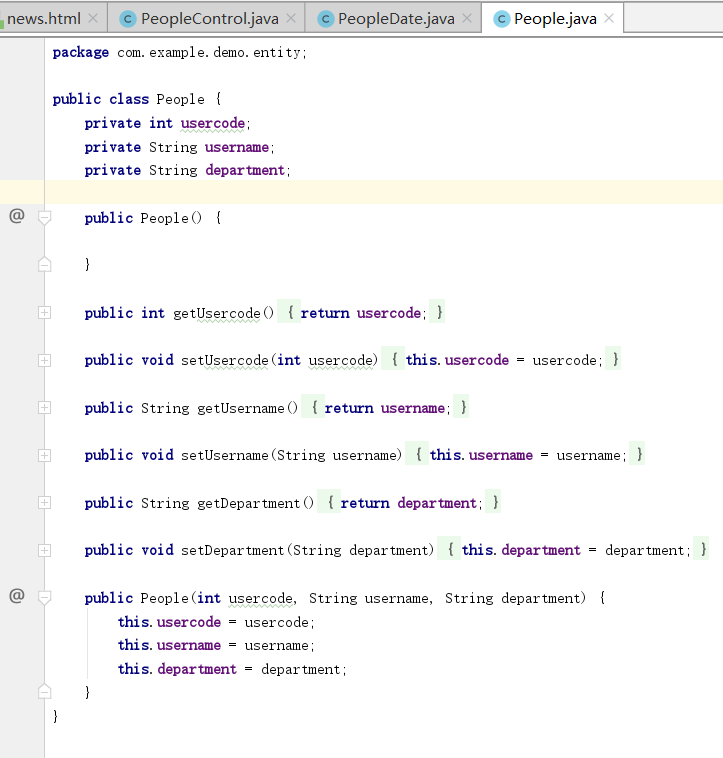 news.html × C PeopleControl.java × C PeopleDate.java × C People.java ×
package com.example.demo.entity;
public class People {
private int usercode;
private String username;
private String department;
@ public People() {
}
public int getUsercode() { return usercode; }
public void setUsercode(int usercode) { this.usercode = usercode; }
public String getUsername() { return username; }
public void setUsername(String username) { this.username = username; }
public String getDepartment() { return department; }
public void setDepartment(String department) { this.department = department; }
@ public People(int usercode, String username, String department) {
this.usercode = usercode;
this.username = username;
this.department = department;
}
}